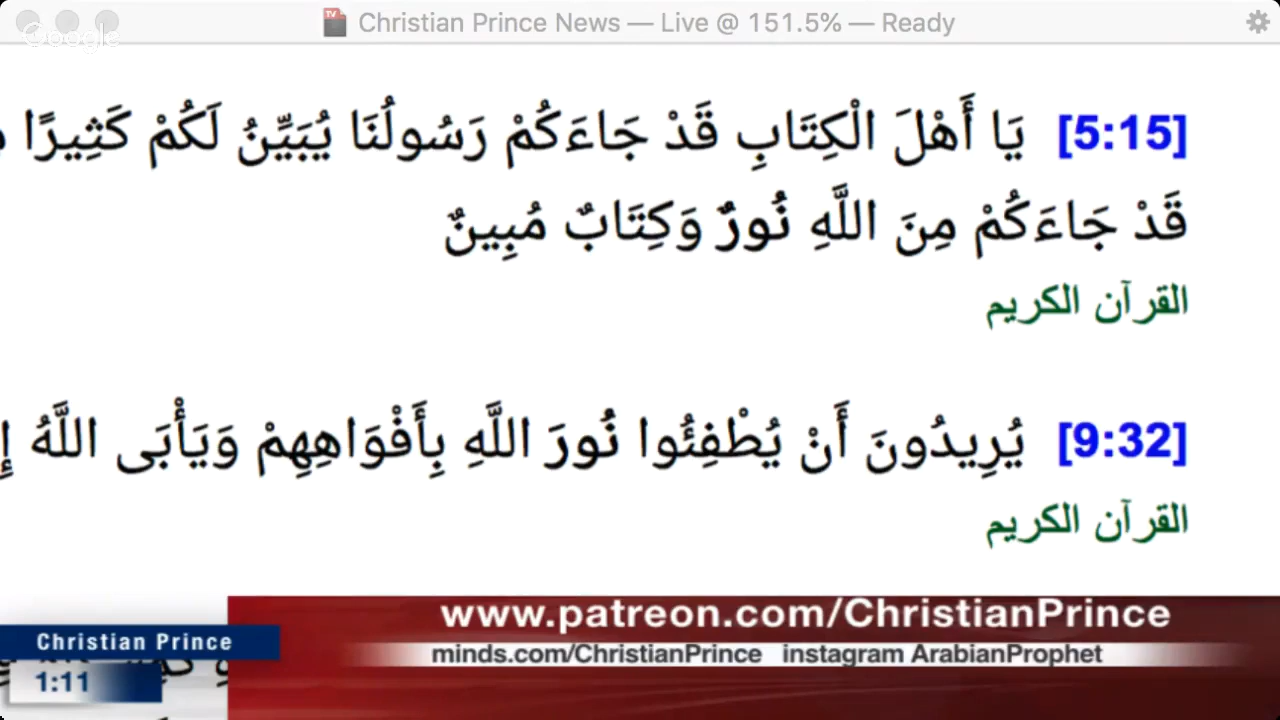 Christian Prince News — Live @ 151.5% — Ready
Google
[5:15] يَا أَهْلَ الْكِتَابِ قَدْ جَاءَكُمْ رَسُولُنَا يُبَيِّنُ لَكُمْ كَثِيرًا
قَدْ جَاءَكُمْ مِنَ اللَّهِ نُورٌ وَكِتَابٌ مُبِينٌ
القرآن الكريم
[9:32] يُرِيدُونَ أَنْ يُطْفِئُوا نُورَ اللَّهِ بِأَفْوَاهِهِمْ وَيَأْبَى اللَّهُ
القرآن الكريم
www.patreon.com/ChristianPrince
Christian Prince
minds.com/ChristianPrince instagram ArabianProphet
1:11